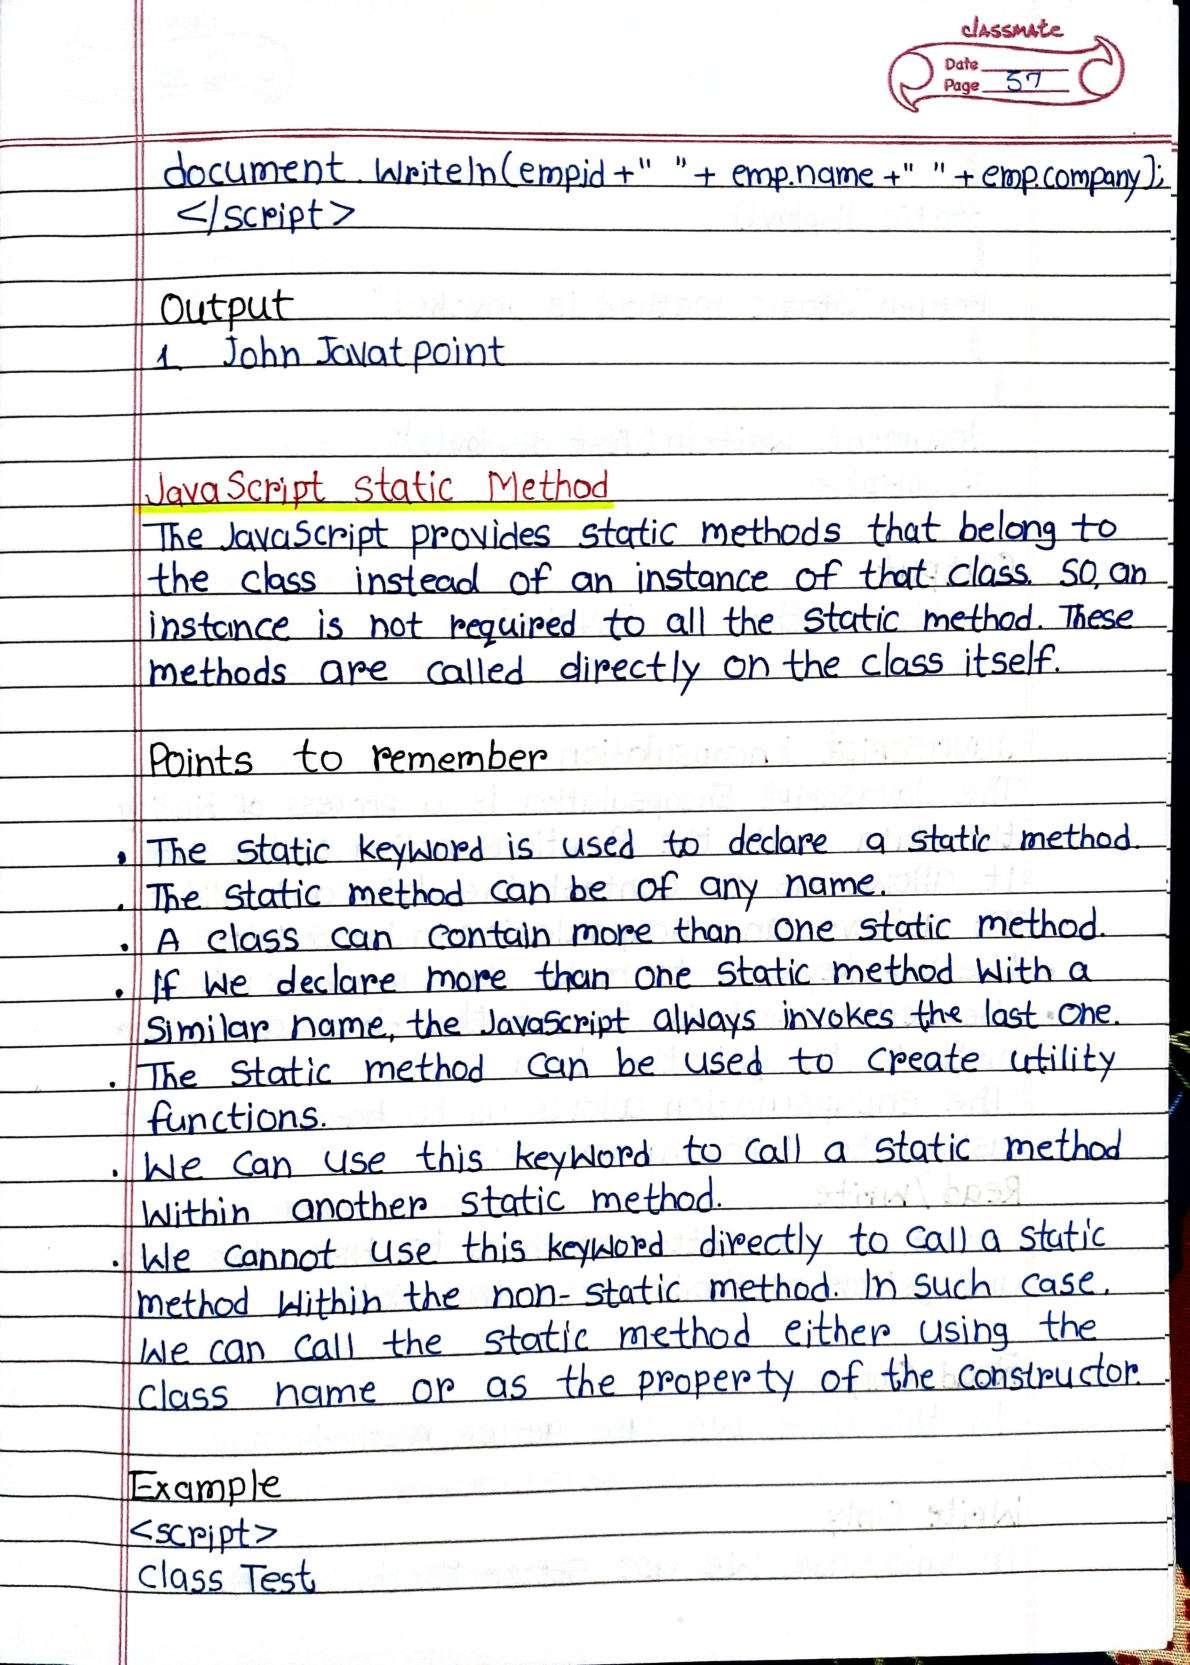 classmate
Date
Page 57
document. writeln(empid +" "+ emp.name +" "+ emp.company);
</script>
Output
1 John Javatpoint
JavaScript Static Method
The JavaScript provides static methods that belong to
the class instead of an instance of that class. SO, an
instance is not required to all the static method. These
methods are called directly on the class itself.
Points to remember
• The static keyword is used to declare a static method.
• The static method can be of any name.
• A class can contain more than one static method.
• If we declare more than one static method with a
similar name, the JavaScript always invokes the last one.
• The static method can be used to create utility
functions.
• We can use this keyword to call a static method
within another static method.
• We cannot use this keyword directly to call a static
method within the non-static method. In such case,
we can call the static method either using the
class name or as the property of the constructor.
Example
<script>
class Test